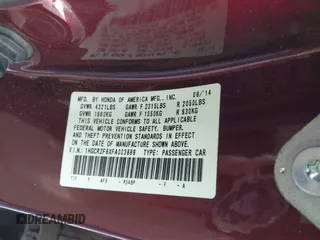 MFD. BY HONDA OF AMERICA MFG., INC. 08/14
GVWR 4321LBS GAWR F 2315LBS R 2050LBS
GVWR 1960KG GAWR F 1050KG R 930KG
THIS VEHICLE CONFORMS TO ALL APPLICABLE
FEDERAL MOTOR VEHICLE SAFETY, BUMPER,
AND THEFT PREVENTION STANDARDS IN EFFECT
ON THE DATE OF MANUFACTURE SHOWN ABOVE.
V.I.N.: TYPE: PASSENGER CAR
F - A
DREAMBID